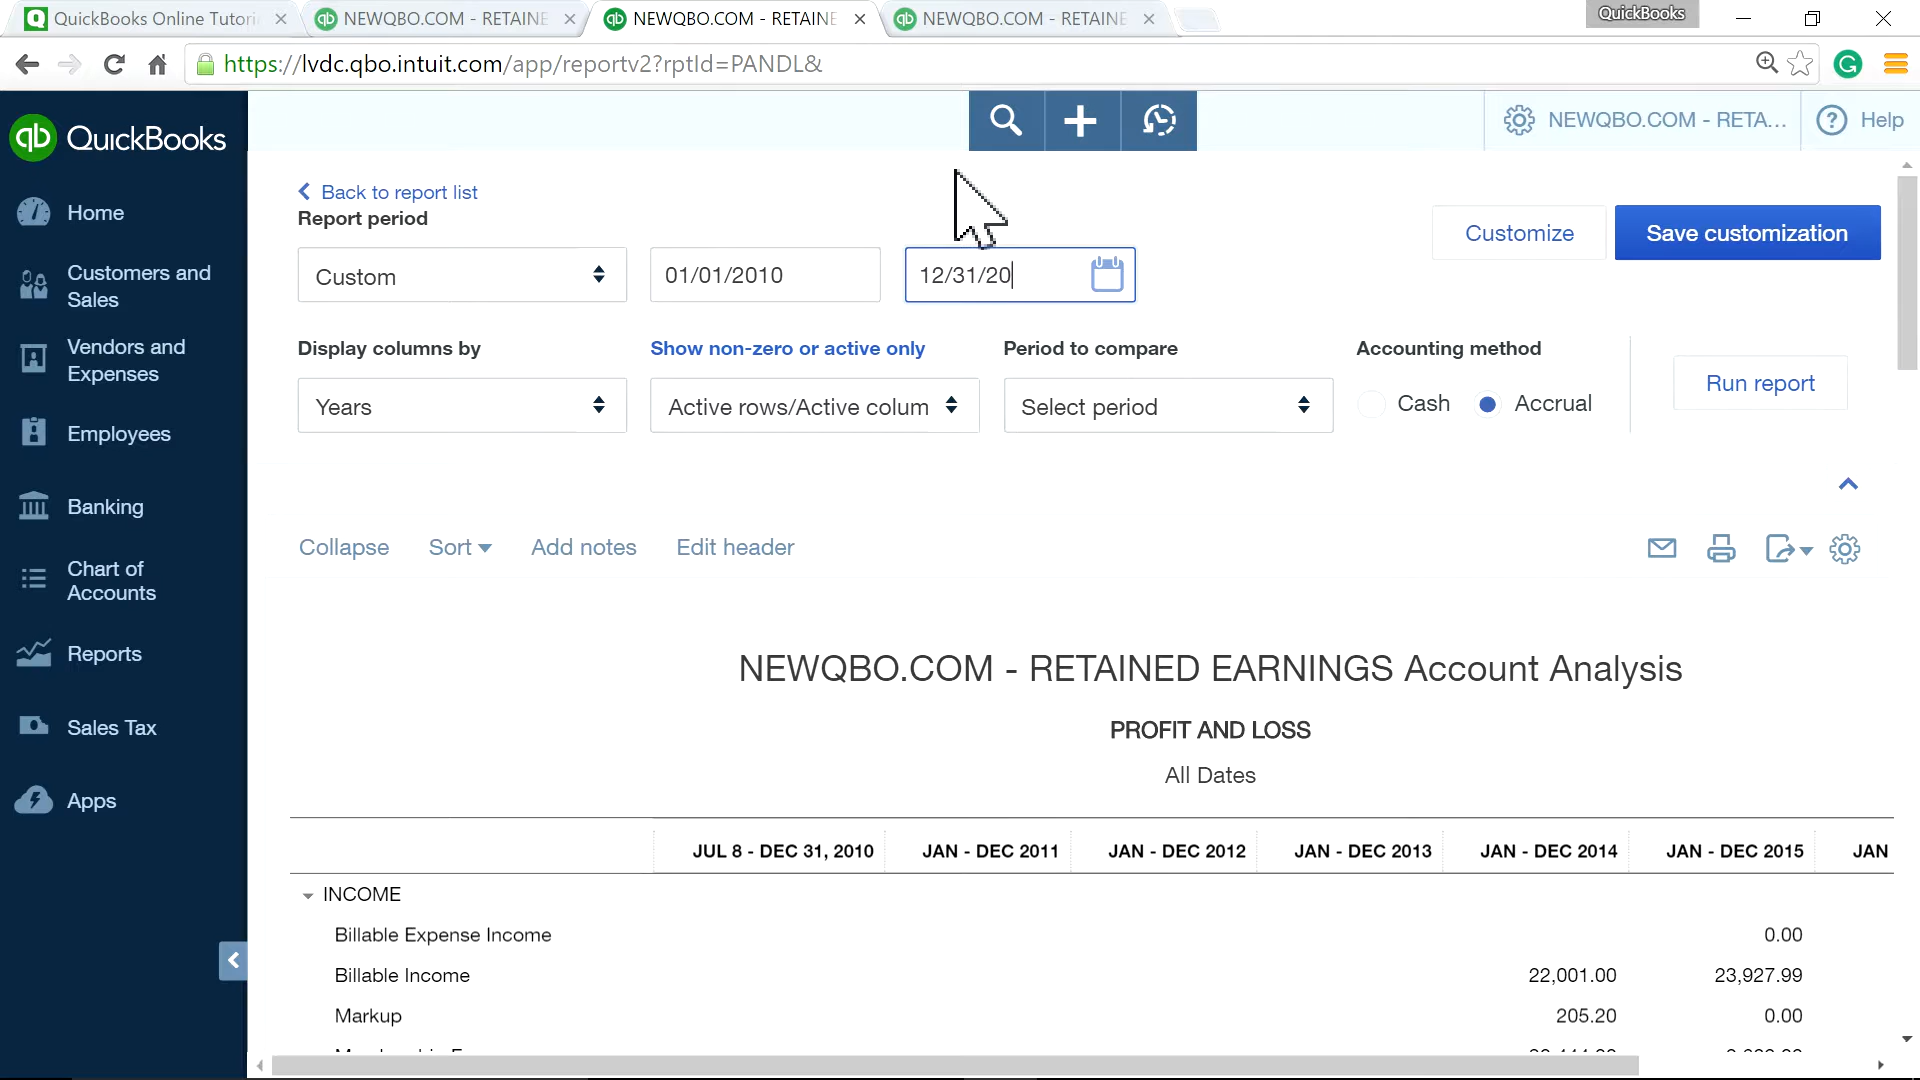 QuickBooks Online Tutori
NEWQBO.COM - RETAINE
NEWQBO.COM - RETAINE
NEWQBO.COM - RETAINE
QuickBooks
https://lvdc.qbo.intuit.com/app/reportv2?rptId=PANDL&
qb QuickBooks
NEWQBO.COM - RETA...
Help
Home
Customers and
Sales
Vendors and
Expenses
Employees
Banking
Chart of
Accounts
Reports
Sales Tax
Apps
Back to report list
Report period
Custom
01/01/2010
12/31/20
Customize
Save customization
Display columns by
Show non-zero or active only
Period to compare
Accounting method
Years
Active rows/Active colum
Select period
Cash
Accrual
Run report
Collapse
Sort
Add notes
Edit header
NEWQBO.COM - RETAINED EARNINGS Account Analysis
PROFIT AND LOSS
All Dates
JUL 8 - DEC 31, 2010 JAN - DEC 2011 JAN - DEC 2012 JAN - DEC 2013 JAN - DEC 2014 JAN - DEC 2015 JAN
INCOME
Billable Expense Income 0.00
Billable Income 22,001.00 23,927.99
Markup 205.20 0.00